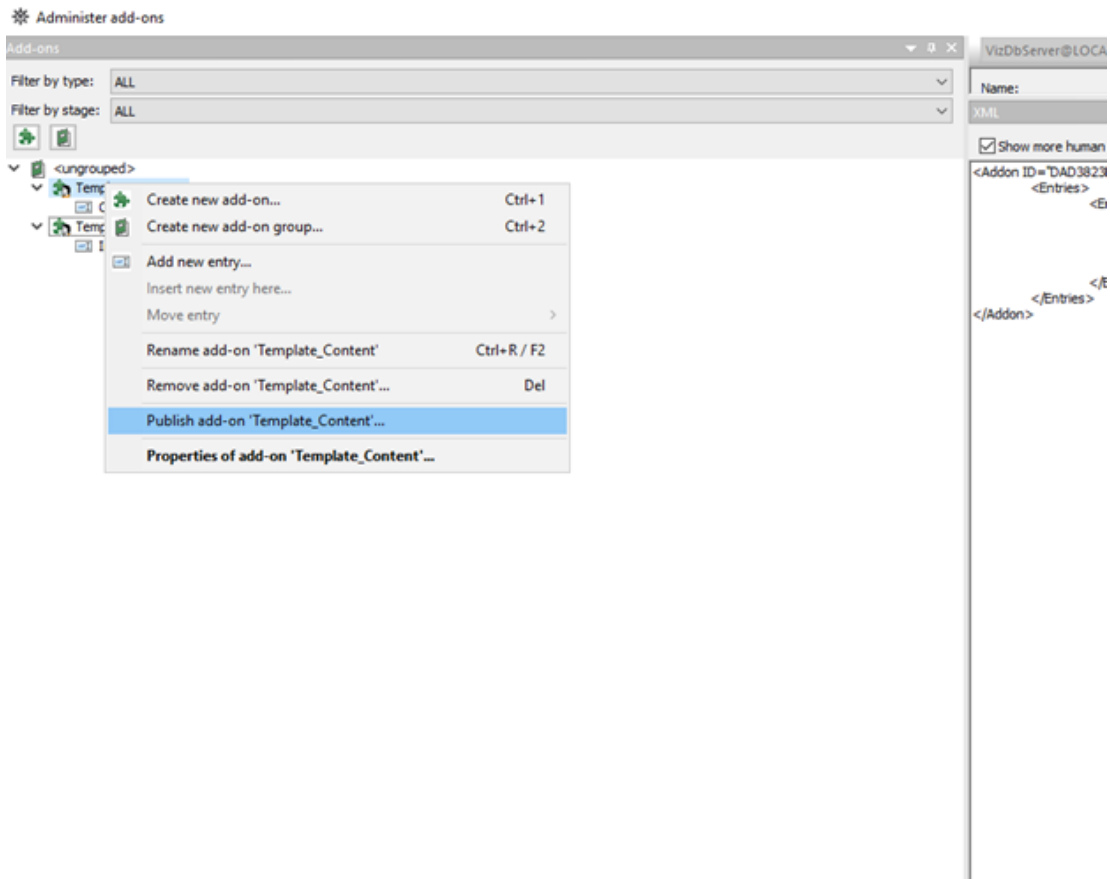 Administer add-ons
Add-ons
Filter by type: ALL
Filter by stage: ALL
<ungrouped>
Create new add-on... Ctrl+1
Create new add-on group... Ctrl+2
Add new entry...
Insert new entry here...
Move entry
Rename add-on 'Template_Content' Ctrl+R / F2
Remove add-on 'Template_Content'... Del
Publish add-on 'Template_Content'...
Properties of add-on 'Template_Content'...
VizDbServer@LOCA
Name:
XML
Show more human
<Addon ID="DAD3823
<Entries>
</Entries>
</Addon>